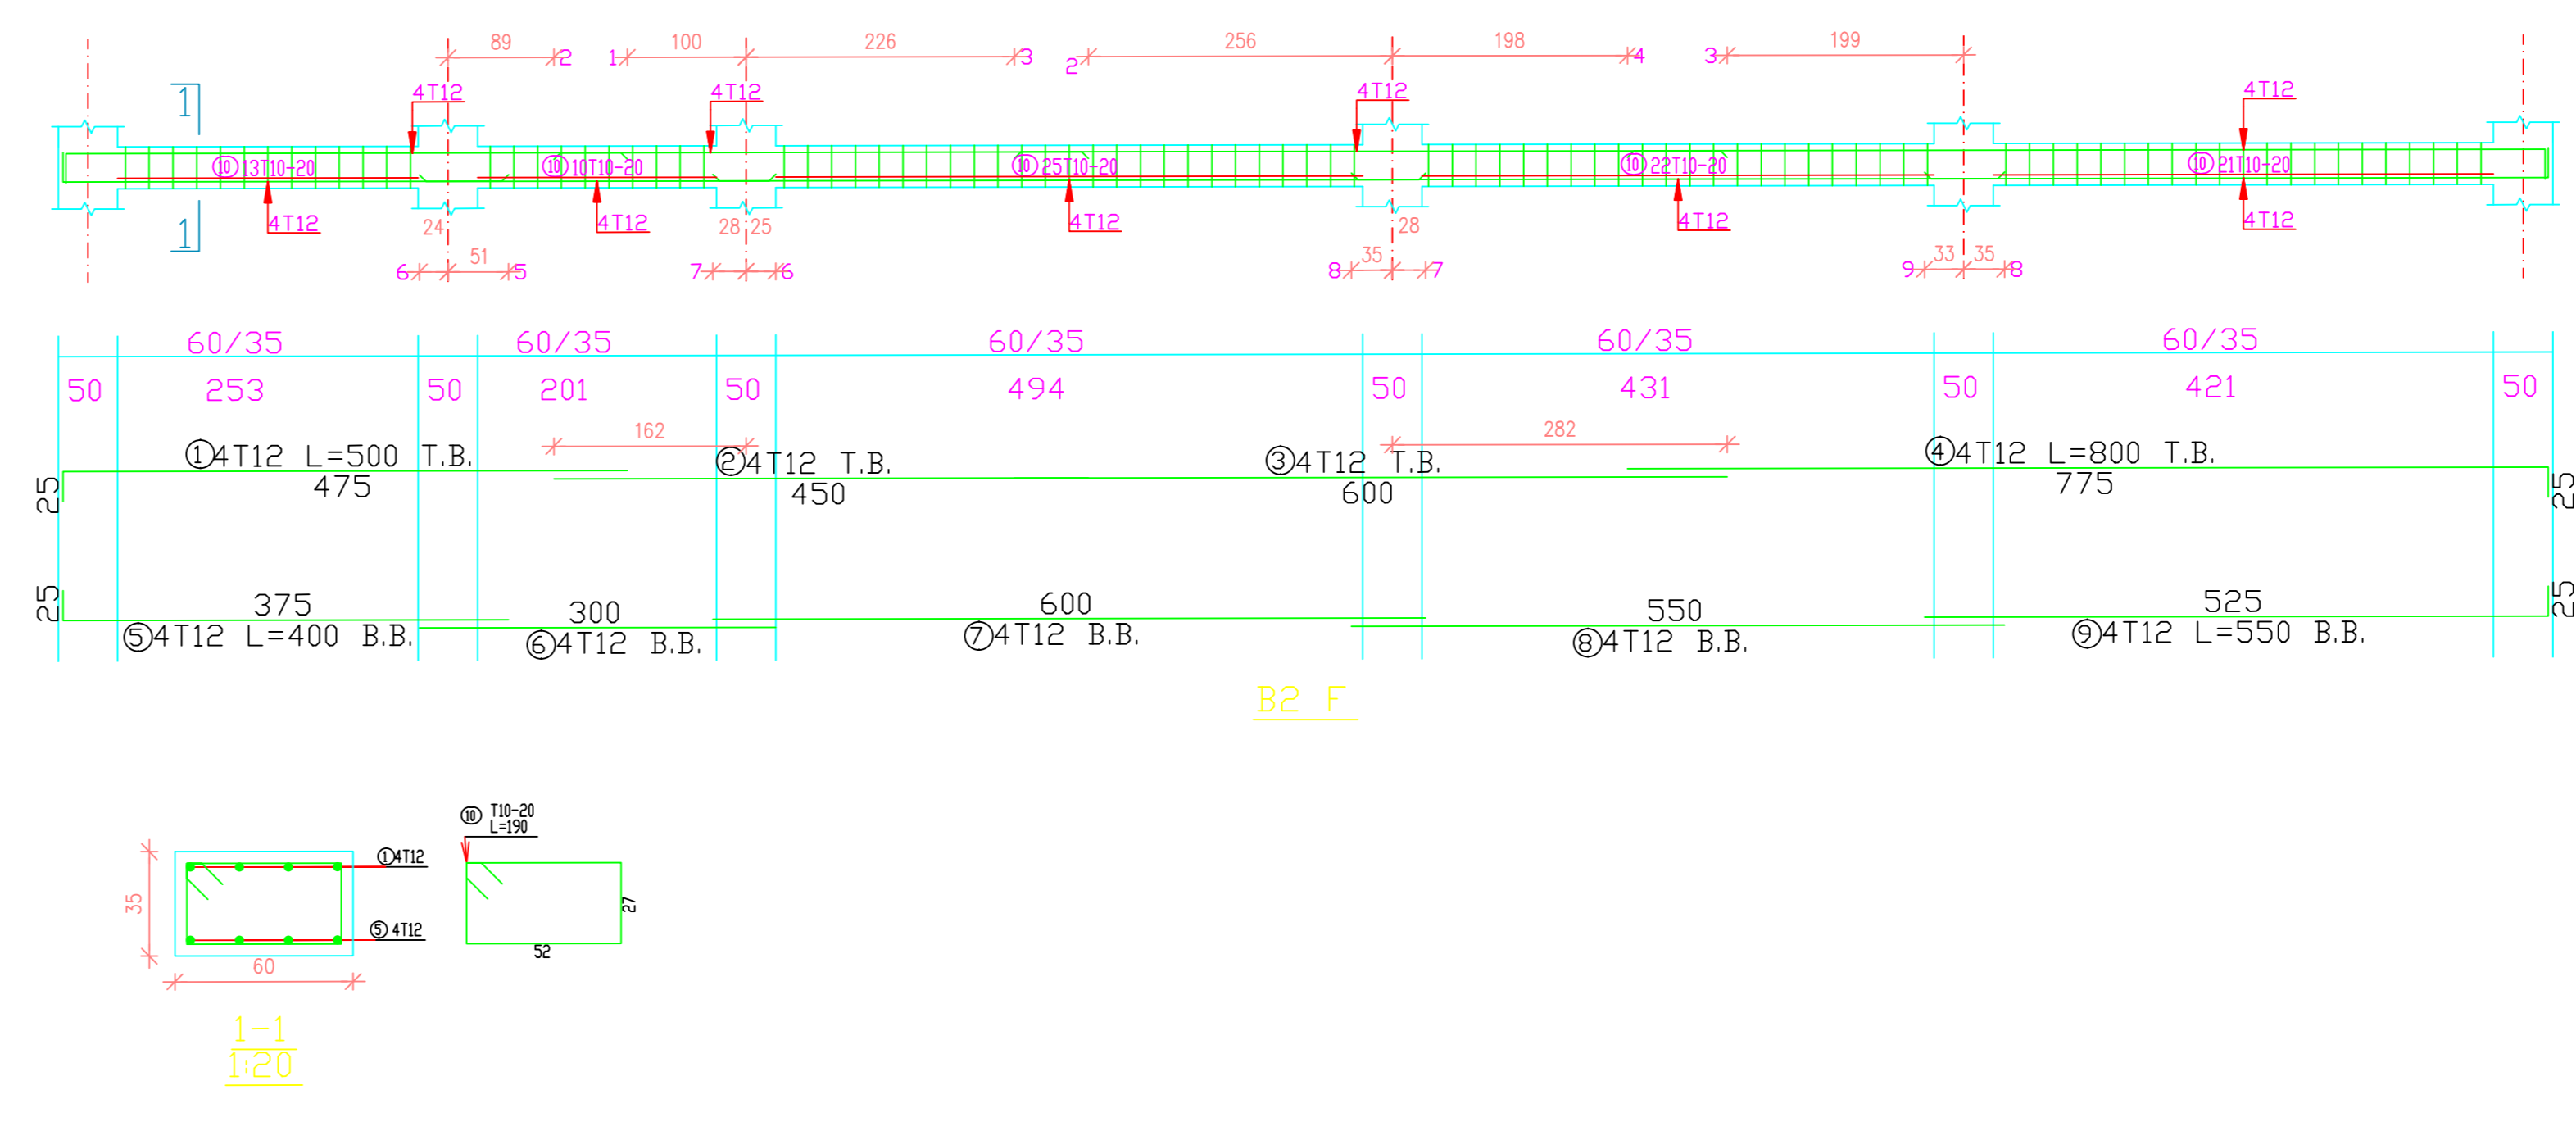 89 2 1 100 226 3 2 256 198 4 3 199
1 4T12 4T12 4T12 4T12
⑩ 13T10-20 ⑩ 10T10-20 ⑩ 25T10-20 ⑩ 22T10-20 ⑩ 21T10-20
1 4T12 4T12 4T12 4T12 4T12
24 28 25 28
6 51 5 7 6 8 35 7 9 33 35 8
60/35 60/35 60/35 60/35 60/35
50 253 50 201 50 494 50 431 50 421 50
162 282
①4T12 L=500 T.B. ②4T12 T.B. ③4T12 T.B. ④4T12 L=800 T.B.
25 475 450 600 775 25
25 375 300 600 550 525 25
⑤4T12 L=400 B.B. ⑥4T12 B.B. ⑦4T12 B.B. ⑧4T12 B.B. ⑨4T12 L=550 B.B.
B2 F
⑩ T10-20
L=190
①4T12
35 27
⑤ 4T12
52
60
1-1
1:20